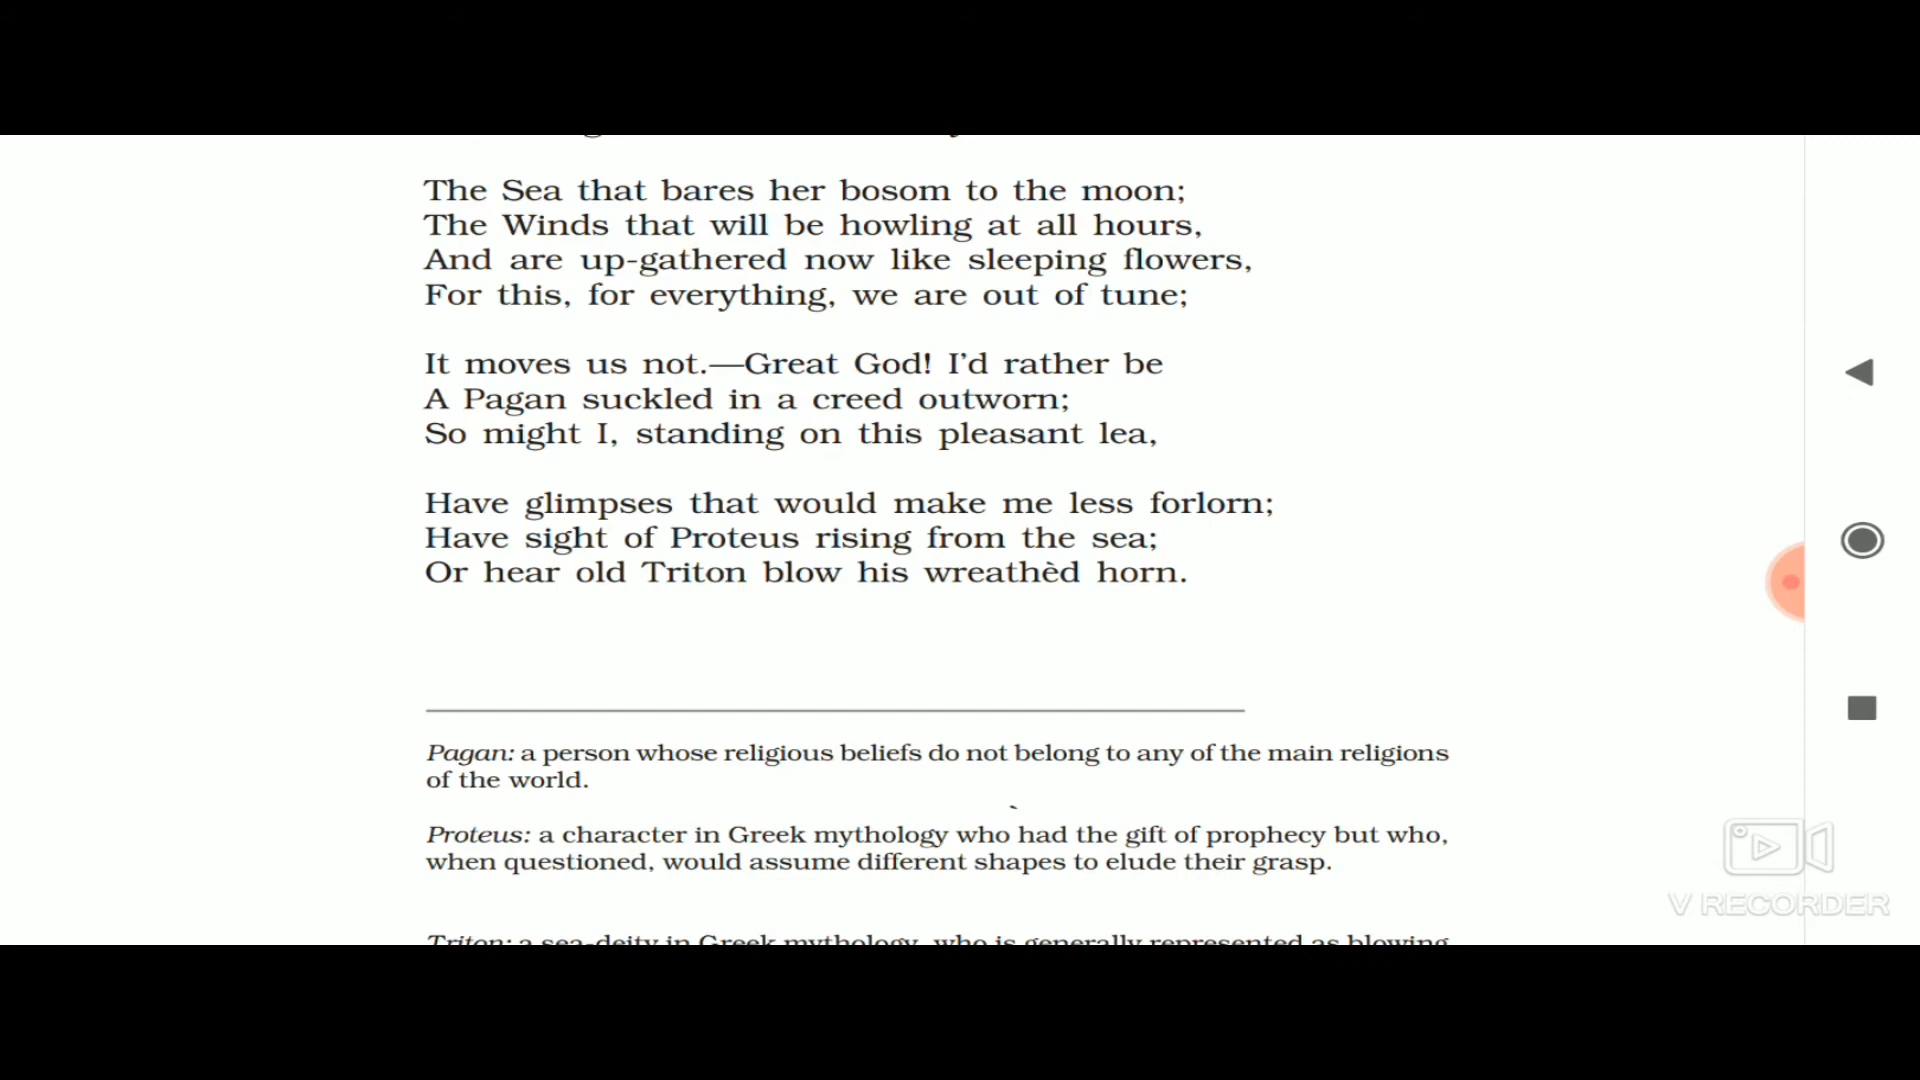 The Sea that bares her bosom to the moon;
The Winds that will be howling at all hours,
And are up-gathered now like sleeping flowers,
For this, for everything, we are out of tune;
It moves us not.—Great God! I’d rather be
A Pagan suckled in a creed outworn;
So might I, standing on this pleasant lea,
Have glimpses that would make me less forlorn;
Have sight of Proteus rising from the sea;
Or hear old Triton blow his wreathèd horn.
Pagan: a person whose religious beliefs do not belong to any of the main religions
of the world.
Proteus: a character in Greek mythology who had the gift of prophecy but who,
when questioned, would assume different shapes to elude their grasp.
Triton: a sea-deity in Greek mythology, who is generally represented as blowing
V RECORDER